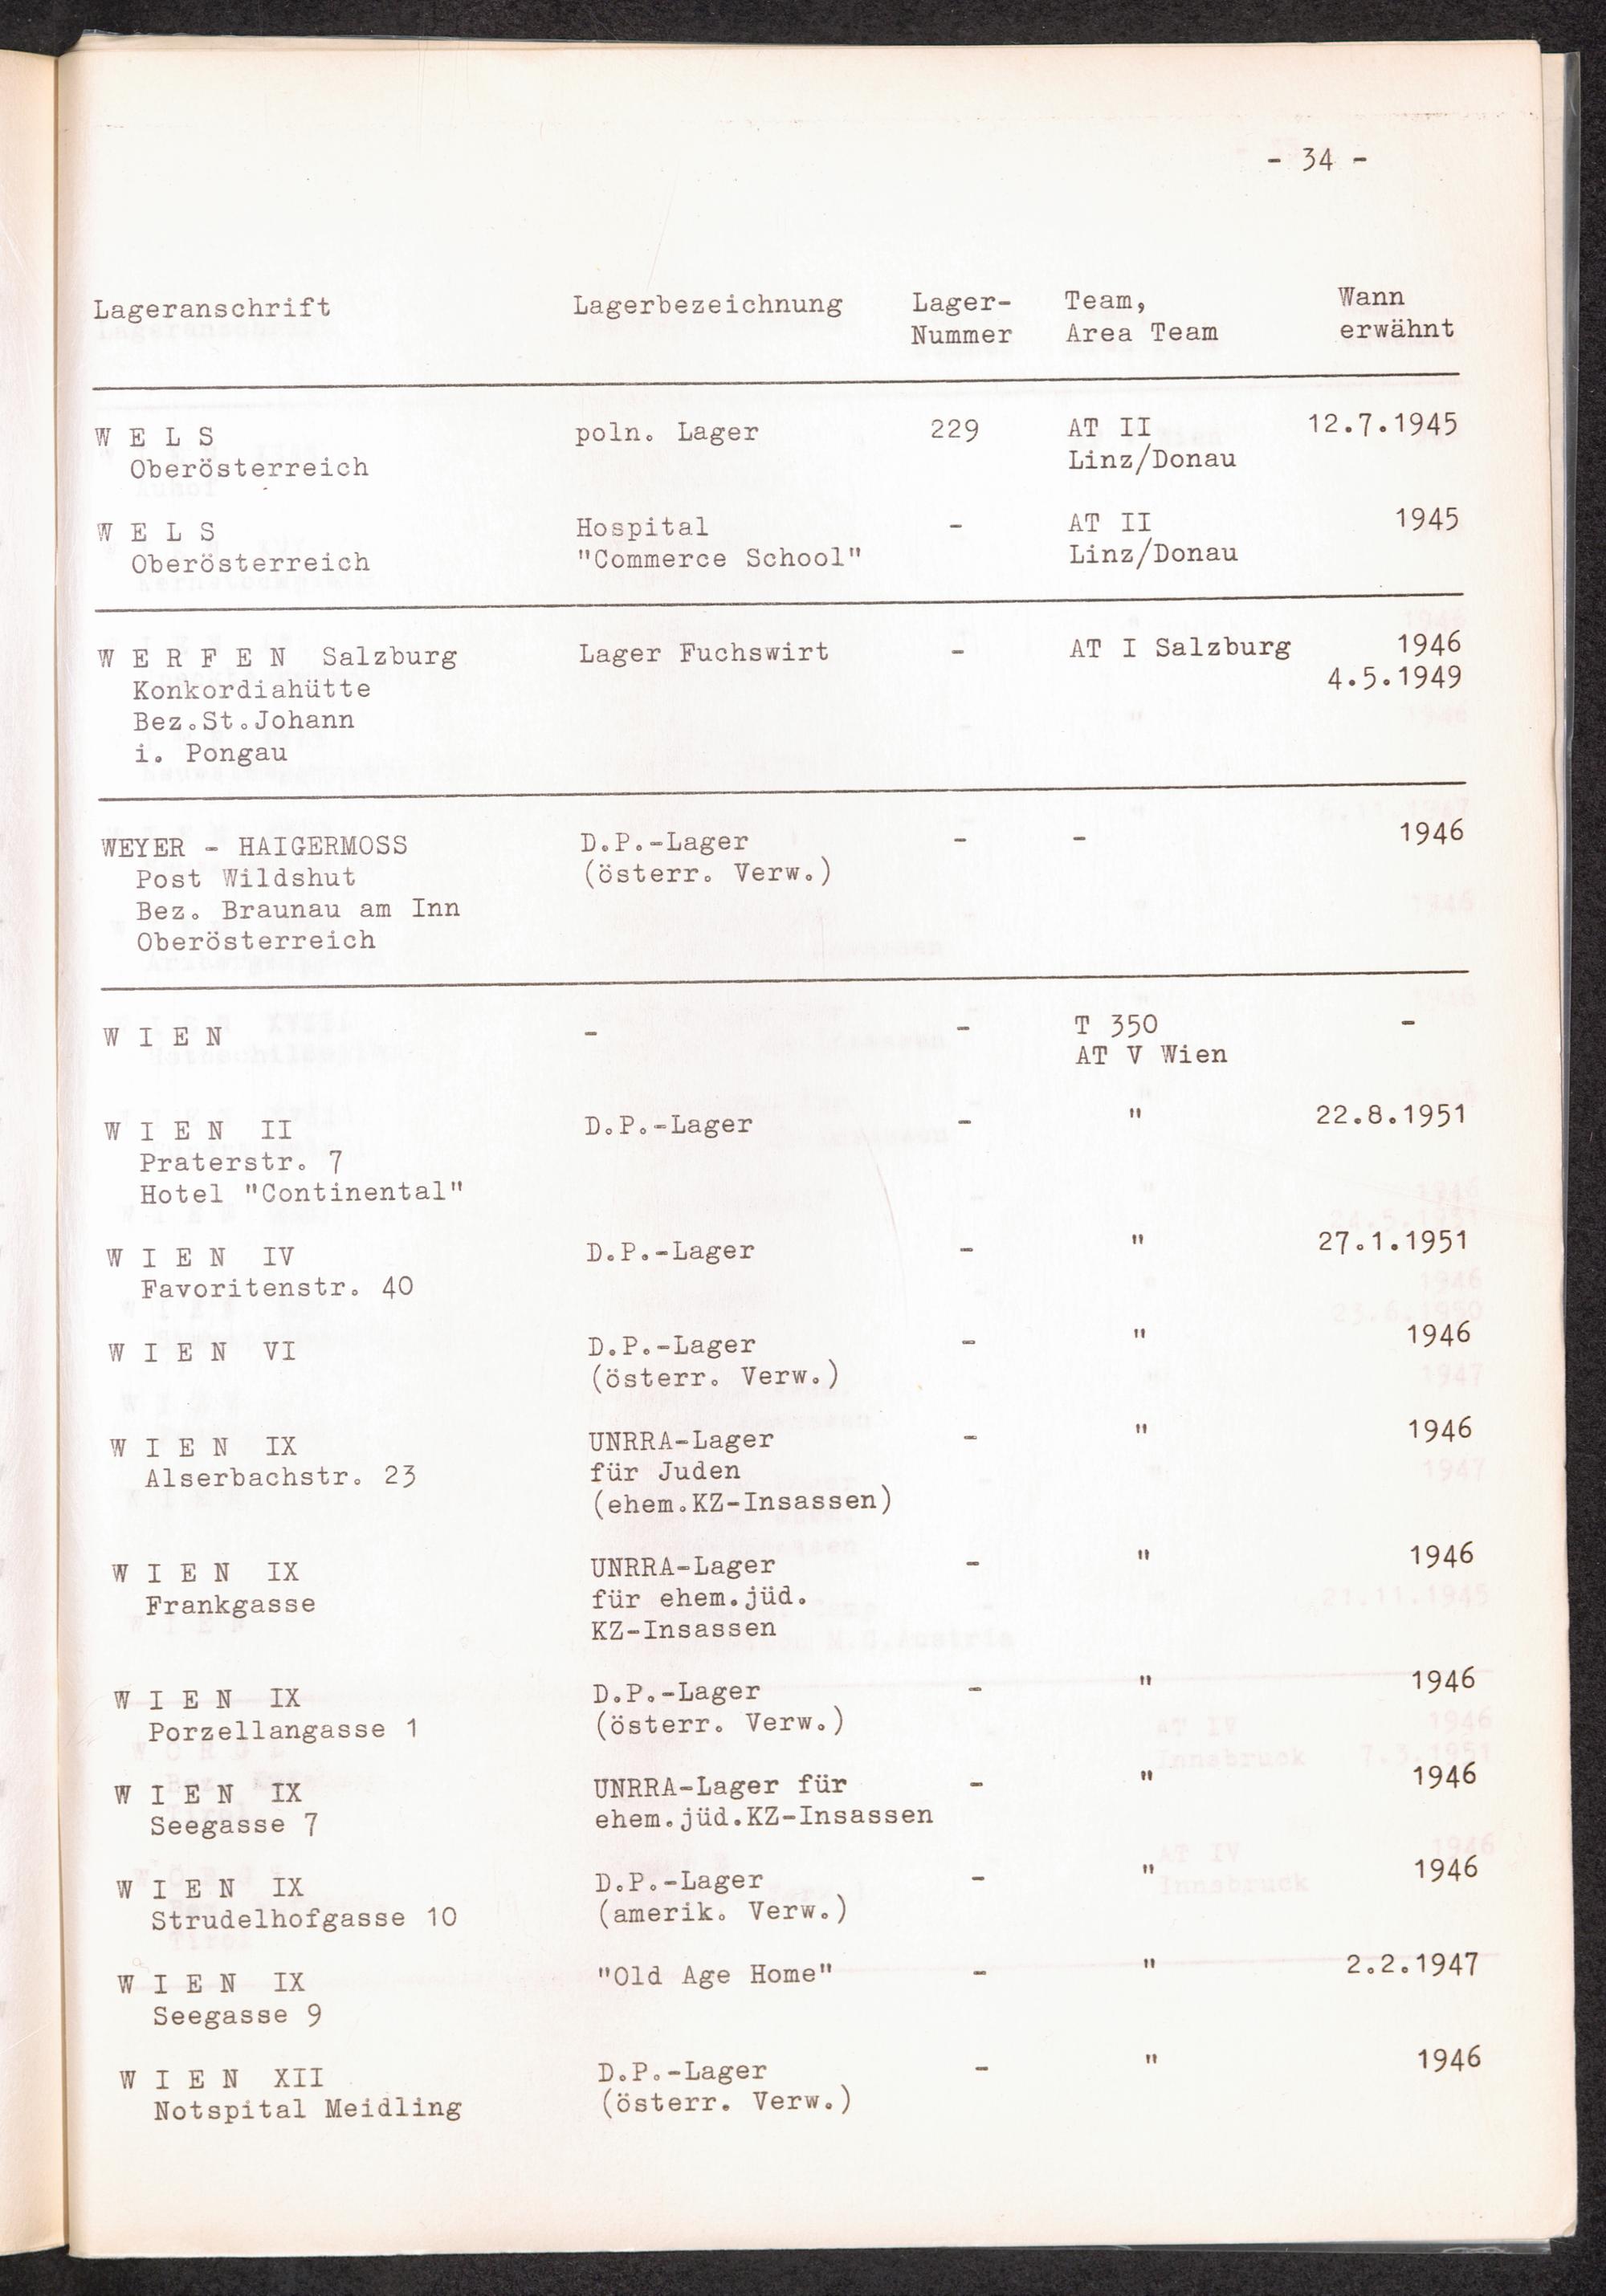 - 34 -
Lageranschrift Lagerbezeichnung Lager- Team, Wann
Nummer Area Team erwähnt
W E L S poln. Lager 229 AT II 12.7.1945
Oberösterreich Linz/Donau
W E L S Hospital - AT II 1945
Oberösterreich "Commerce School" Linz/Donau
W E R F E N Salzburg Lager Fuchswirt - AT I Salzburg 1946
Konkordiahütte 4.5.1949
Bez.St.Johann
i. Pongau
WEYER - HAIGERMOSS D.P.-Lager - - 1946
Post Wildshut (österr. Verw.)
Bez. Braunau am Inn
Oberösterreich
W I E N - - T 350 -
AT V Wien
W I E N II D.P.-Lager - " 22.8.1951
Praterstr. 7
Hotel "Continental"
W I E N IV D.P.-Lager - " 27.1.1951
Favoritenstr. 40
W I E N VI D.P.-Lager - " 1946
(österr. Verw.)
W I E N IX UNRRA-Lager - " 1946
Alserbachstr. 23 für Juden
(ehem.KZ-Insassen)
W I E N IX UNRRA-Lager - " 1946
Frankgasse für ehem.jüd.
KZ-Insassen
W I E N IX D.P.-Lager - " 1946
Porzellangasse 1 (österr. Verw.)
W I E N IX UNRRA-Lager für - " 1946
Seegasse 7 ehem.jüd.KZ-Insassen
W I E N IX D.P.-Lager - " 1946
Strudelhofgasse 10 (amerik. Verw.)
W I E N IX "Old Age Home" - " 2.2.1947
Seegasse 9
W I E N XII D.P.-Lager - " 1946
Notspital Meidling (österr. Verw.)